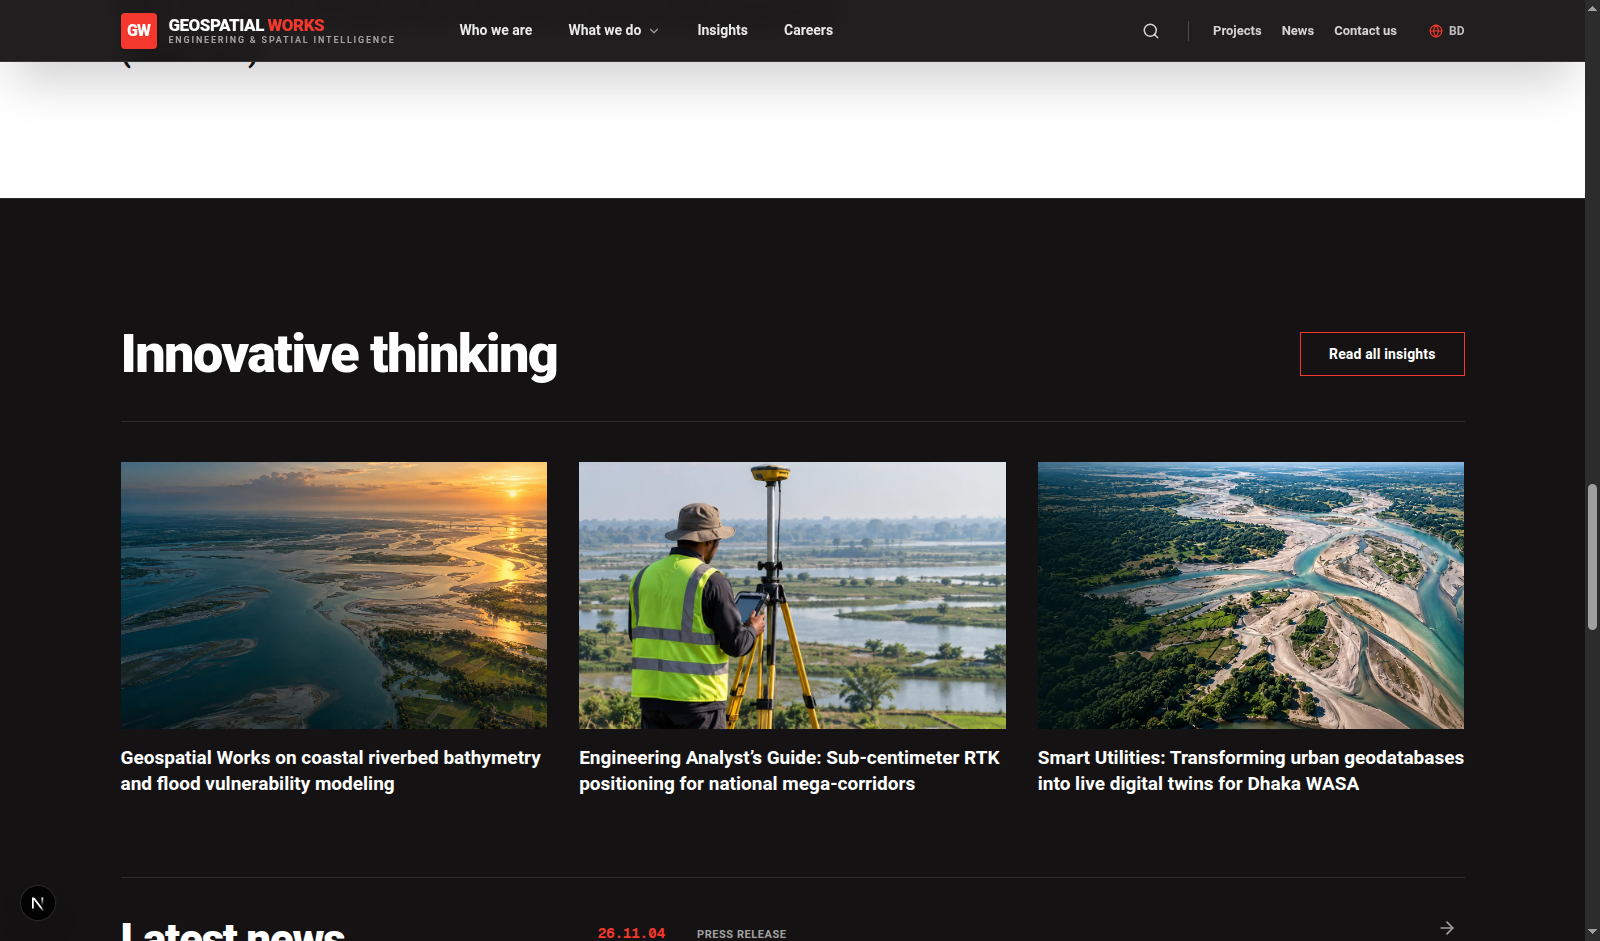 GW
GEOSPATIAL WORKS
ENGINEERING & SPATIAL INTELLIGENCE
Who we are
What we do
Insights
Careers
Projects
News
Contact us
BD
Innovative thinking
Read all insights
Geospatial Works on coastal riverbed bathymetry
and flood vulnerability modeling
Engineering Analyst’s Guide: Sub-centimeter RTK
positioning for national mega-corridors
Smart Utilities: Transforming urban geodatabases
into live digital twins for Dhaka WASA
N
Latest news
26.11.04
PRESS RELEASE